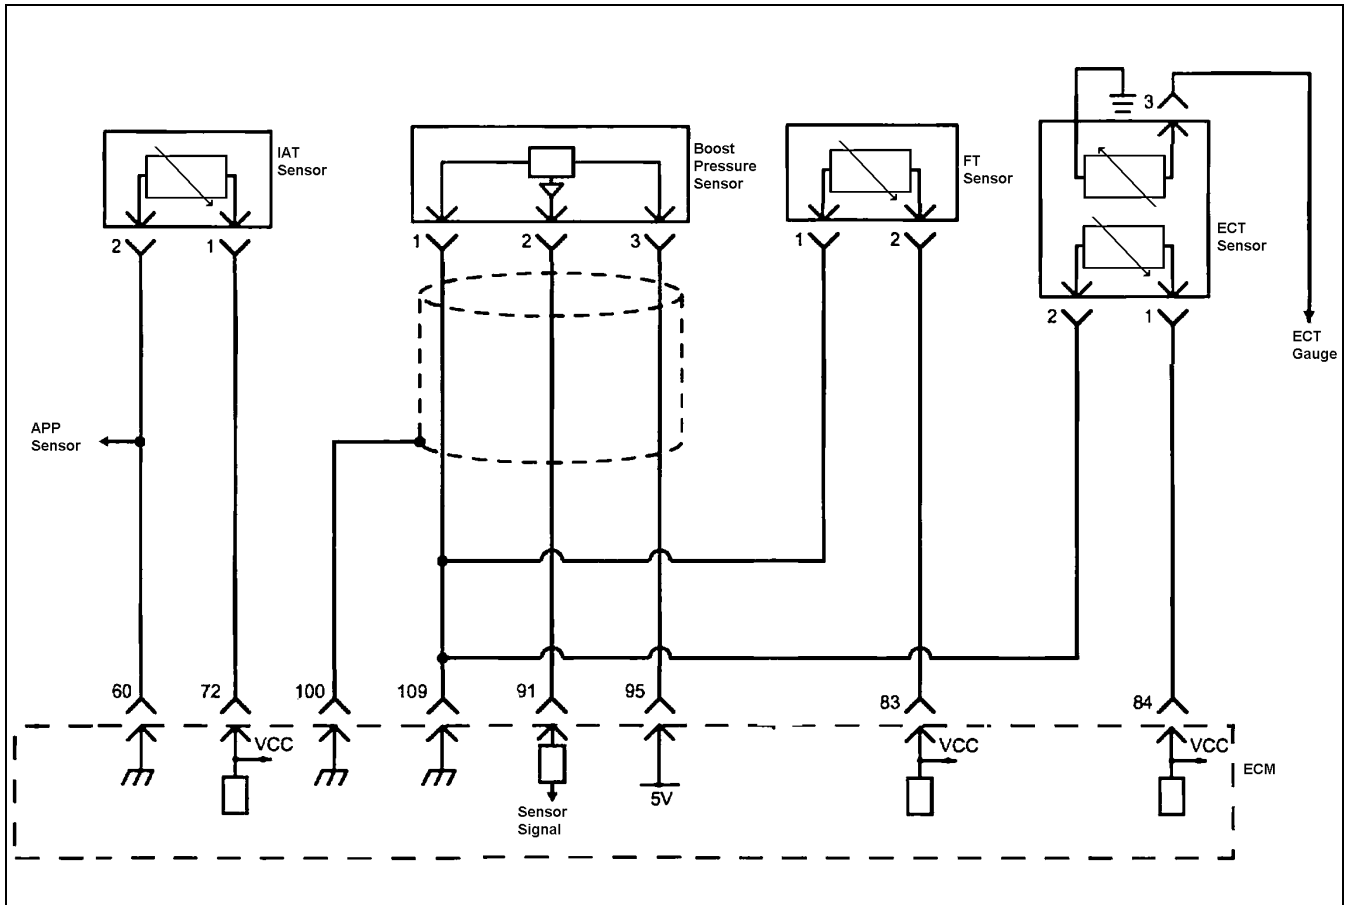 3
IAT
Sensor
Boost
Pressure
Sensor
FT
Sensor
ECT
Sensor
2
1
1
2
3
1
2
2
1
ECT
Gauge
APP
Sensor
60
72
100
109
91
95
83
84
VCC
VCC
VCC
ECM
5V
Sensor
Signal